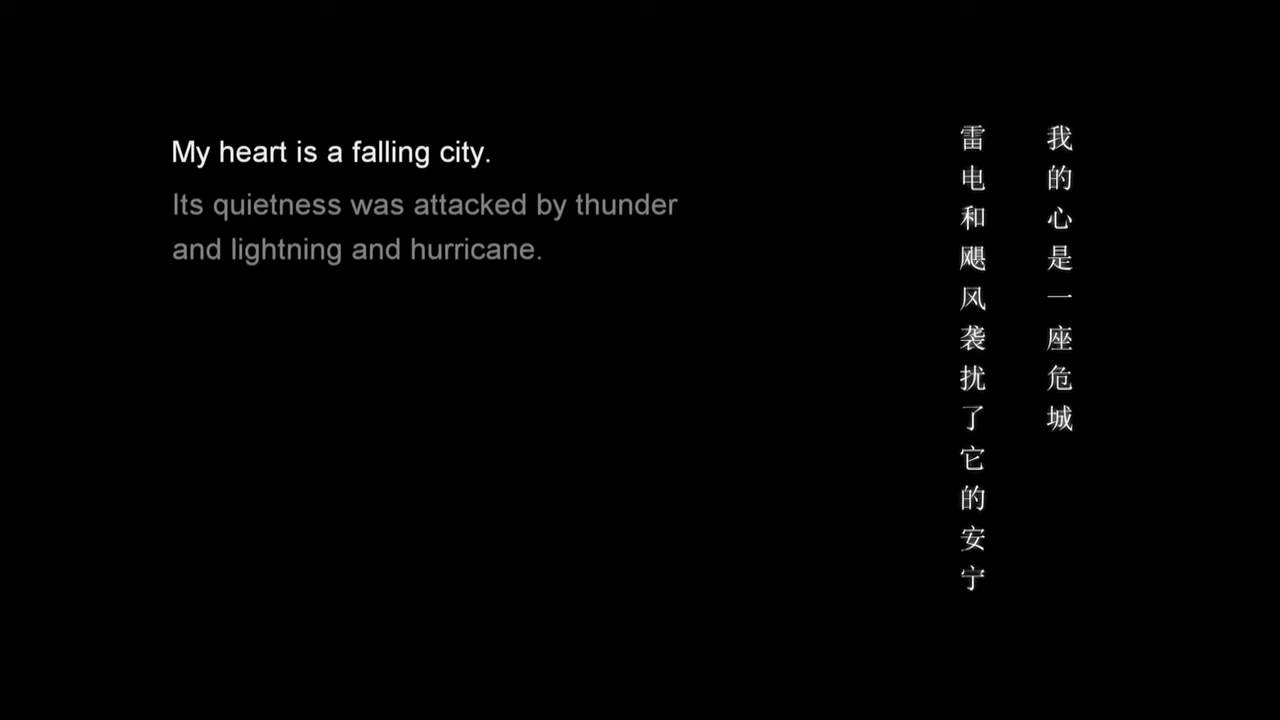 My heart is a falling city.
Its quietness was attacked by thunder
and lightning and hurricane.
我的心是一座危城
雷电和飓风袭扰了它的安宁